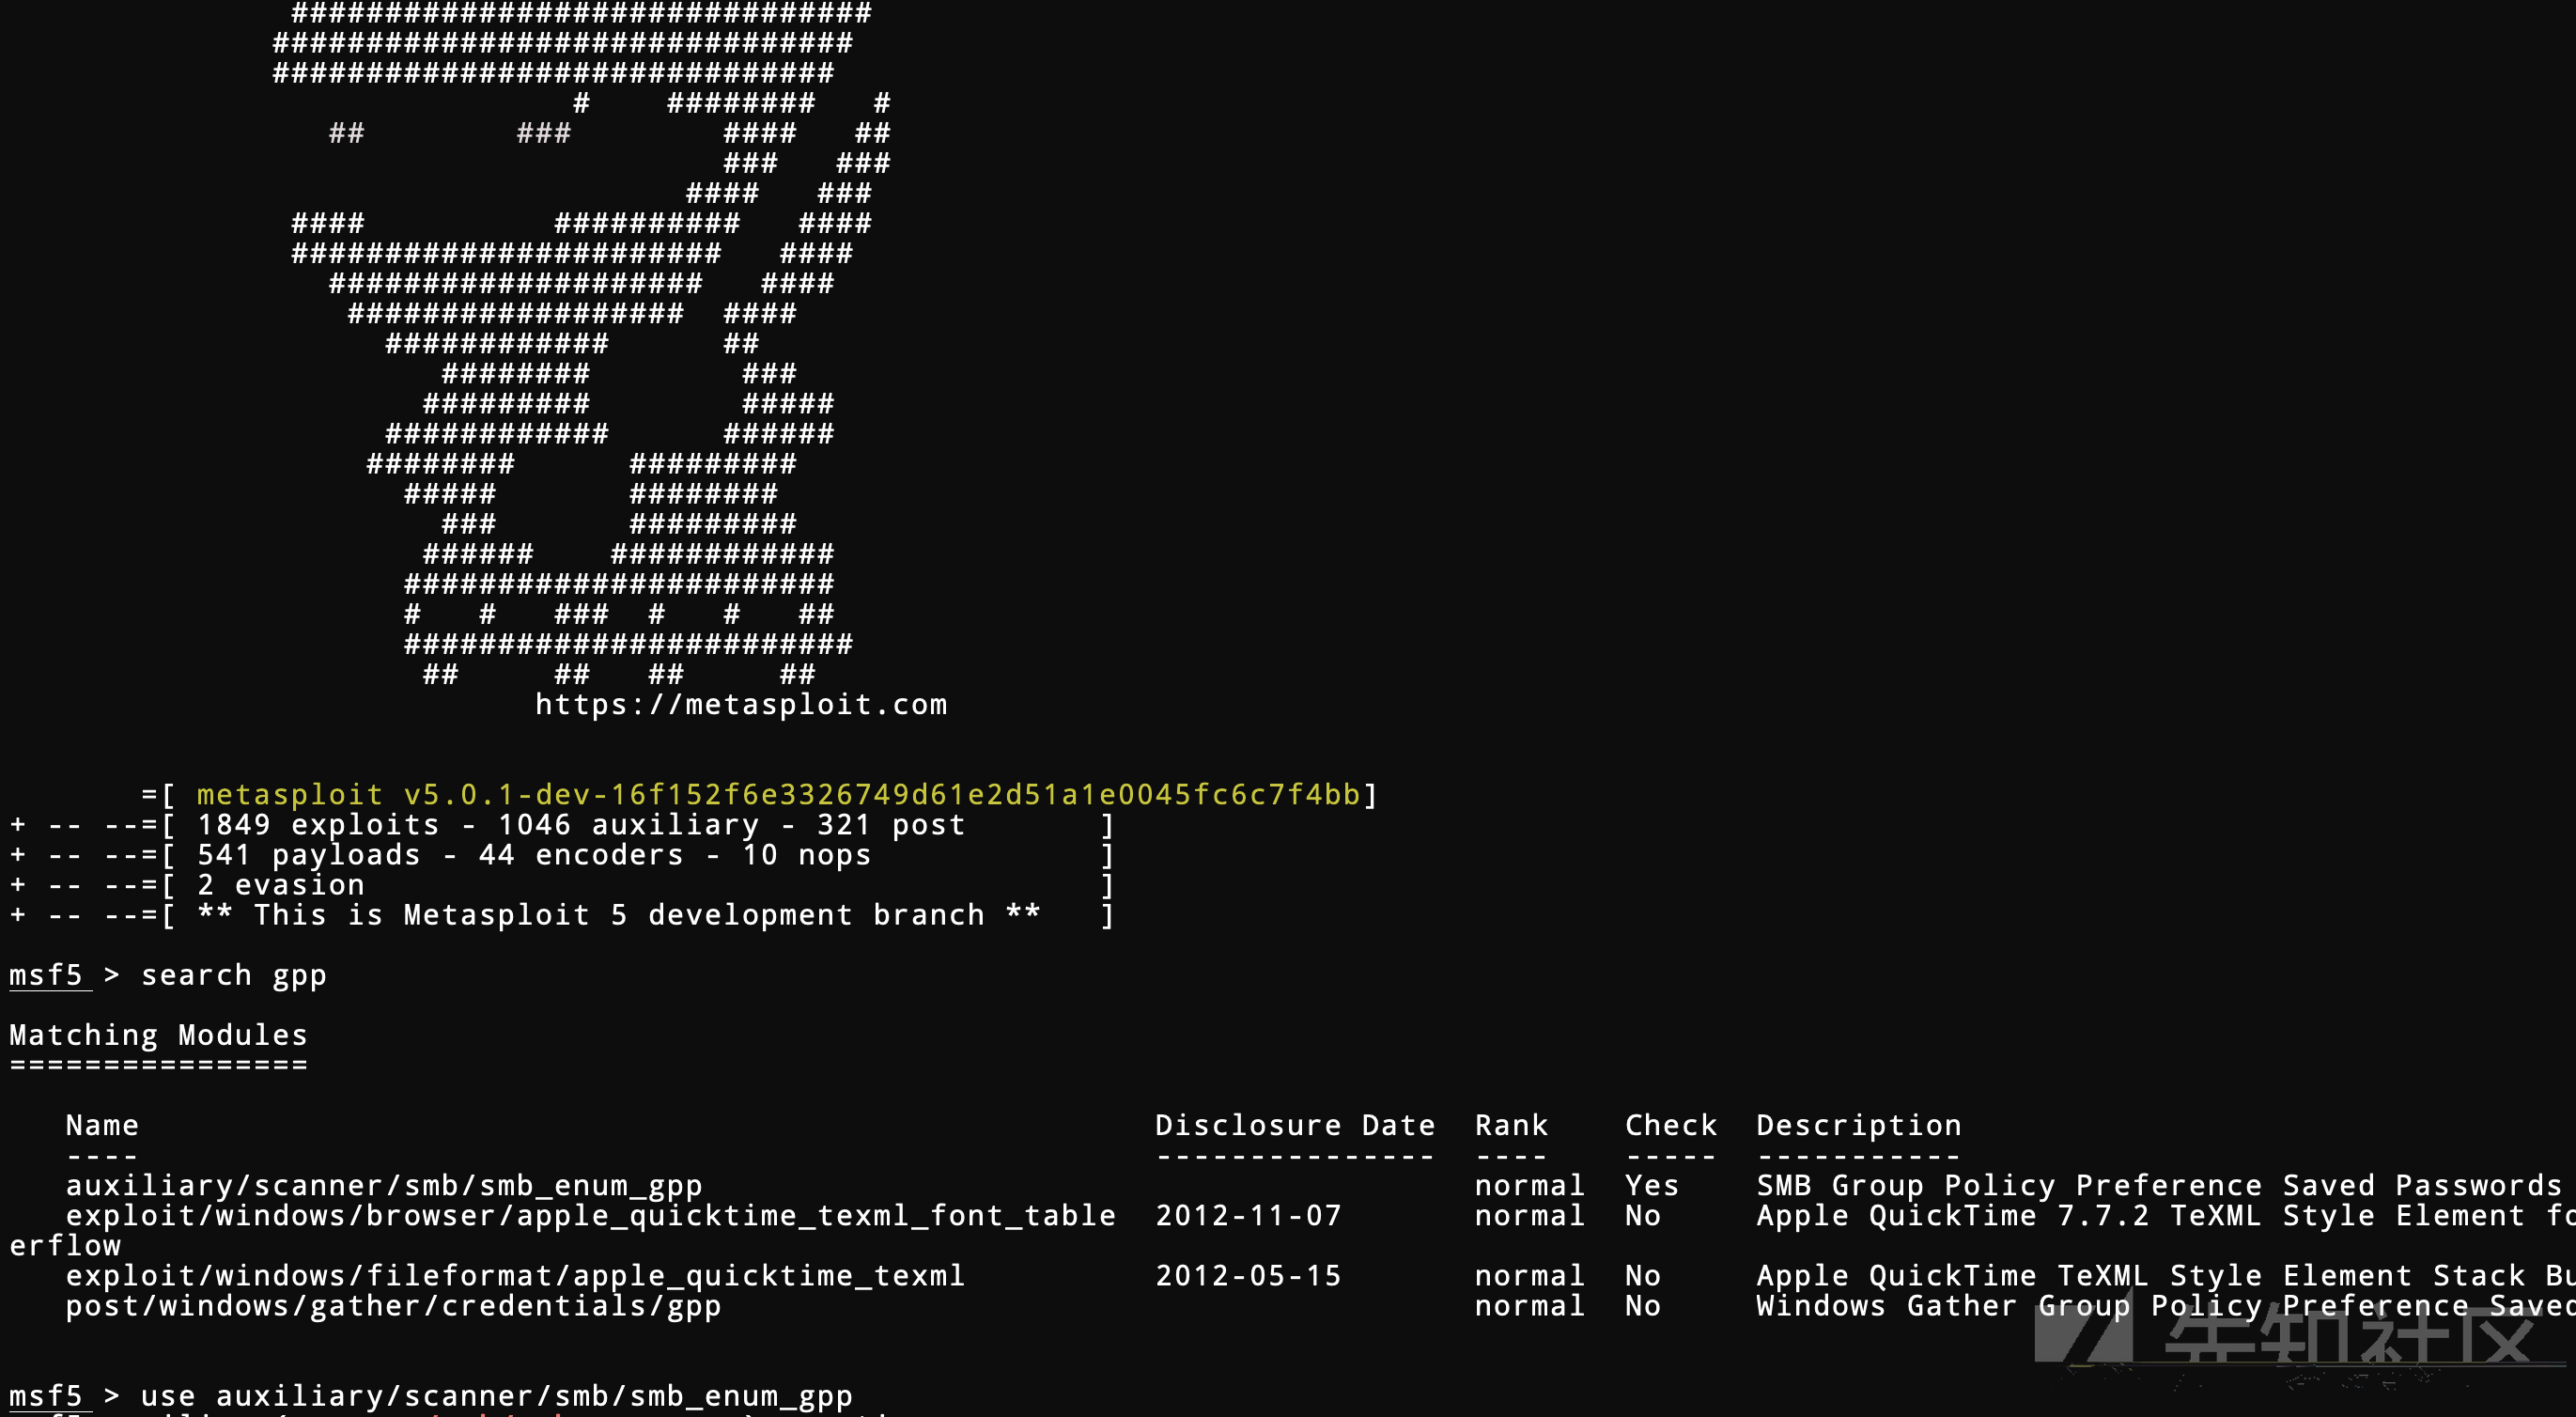 ##############################
###############################
##############################
# ######## #
## ### #### ##
### ###
#### ###
#### ########## ####
####################### ####
#################### ####
################## ####
############ ##
######## ###
######### #####
############ ######
######## #########
##### ########
### #########
###### ############
#######################
# # ### # # ##
########################
## ## ## ##
https://metasploit.com
=[ metasploit v5.0.1-dev-16f152f6e3326749d61e2d51a1e0045fc6c7f4bb]
+ -- --=[ 1849 exploits - 1046 auxiliary - 321 post ]
+ -- --=[ 541 payloads - 44 encoders - 10 nops ]
+ -- --=[ 2 evasion ]
+ -- --=[ ** This is Metasploit 5 development branch ** ]
msf5 > search gpp
Matching Modules
================
Name Disclosure Date Rank Check Description
---- --------------- ---- ----- -----------
auxiliary/scanner/smb/smb_enum_gpp normal Yes SMB Group Policy Preference Saved Passwords
exploit/windows/browser/apple_quicktime_texml_font_table 2012-11-07 normal No Apple QuickTime 7.7.2 TeXML Style Element fo
erflow
exploit/windows/fileformat/apple_quicktime_texml 2012-05-15 normal No Apple QuickTime TeXML Style Element Stack Bu
post/windows/gather/credentials/gpp normal No Windows Gather Group Policy Preference Saved
先知社区
msf5 > use auxiliary/scanner/smb/smb_enum_gpp